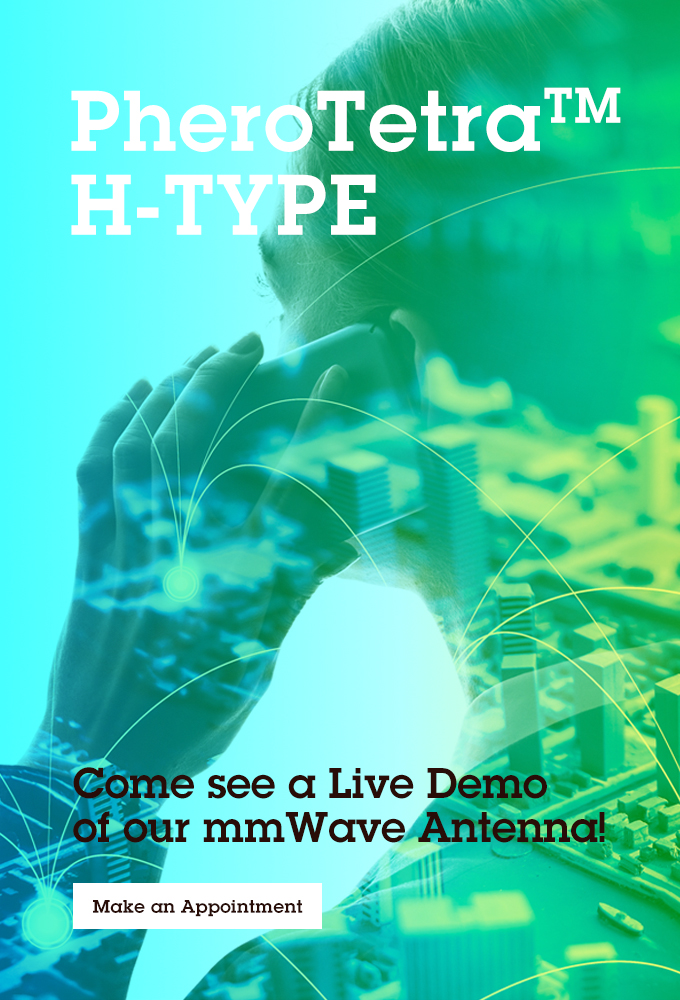 PheroTetra™
H-TYPE
Come see a Live Demo
of our mmWave Antenna!
Make an Appointment